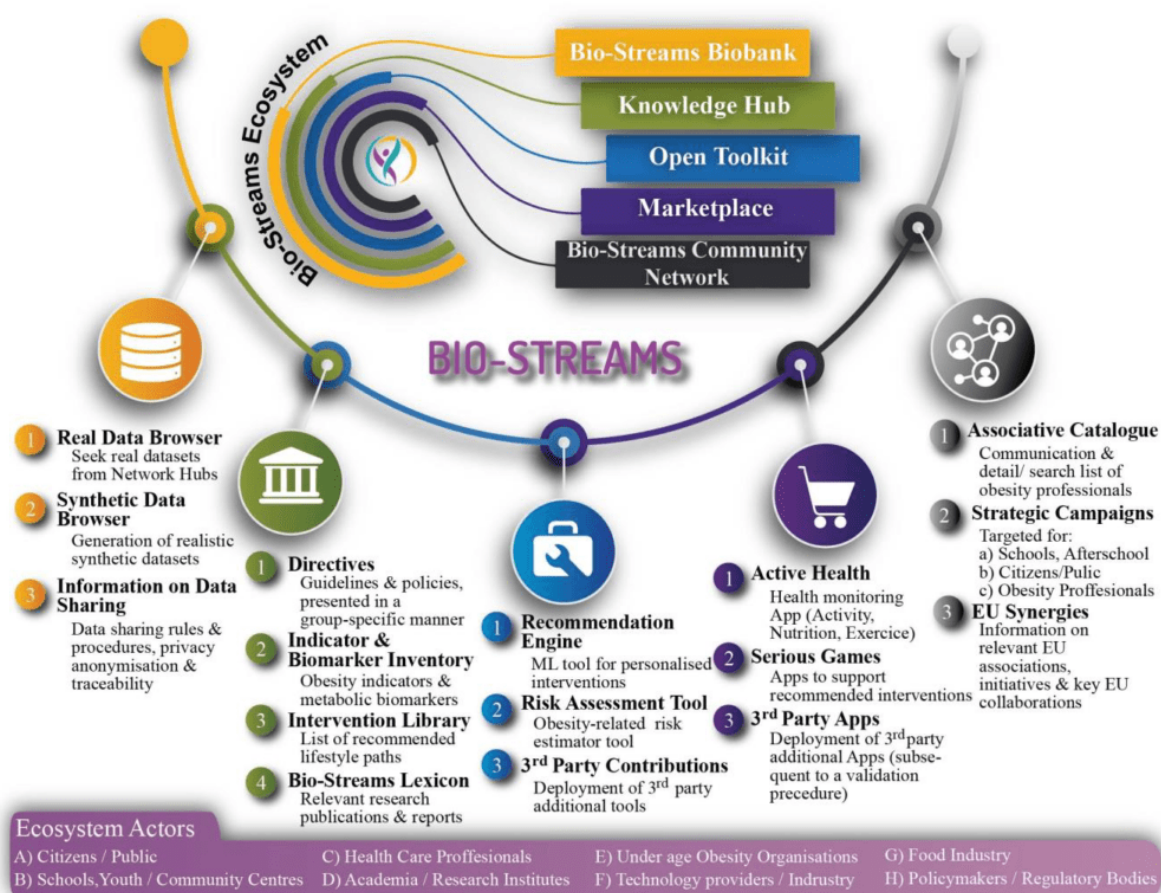 Bio-Streams Ecosystem
Bio-Streams Biobank
Knowledge Hub
Open Toolkit
Marketplace
Bio-Streams Community
Network
BIO-STREAMS
1 Real Data Browser
Seek real datasets
from Network Hubs
2 Synthetic Data
Browser
Generation of realistic
synthetic datasets
3 Information on Data
Sharing
Data sharing rules &
procedures, privacy
anonymisation &
traceability
1 Directives
Guidelines & policies,
presented in a
group-specific manner
2 Indicator &
Biomarker Inventory
Obesity indicators &
metabolic biomarkers
3 Intervention Library
List of recommended
lifestyle paths
4 Bio-Streams Lexicon
Relevant research
publications & reports
1 Recommendation
Engine
ML tool for personalised
interventions
2 Risk Assessment Tool
Obesity-related risk
estimator tool
3 3rd Party Contributions
Deployment of 3rd party
additional tools
1 Active Health
Health monitoring
App (Activity,
Nutrition, Exercice)
2 Serious Games
Apps to support
recommended interventions
3 3rd Party Apps
Deployment of 3rd party
additional Apps (subse-
quent to a validation
precedure)
1 Associative Catalogue
Communication &
detail/ search list of
obesity professionals
2 Strategic Campaigns
Targeted for:
a) Schools, Afterschool
b) Citizens/Pulic
c) Obesity Proffesionals
3 EU Synergies
Information on
relevant EU
associations,
initiatives & key EU
collaborations
Ecosystem Actors
A) Citizens / Public
B) Schools,Youth / Community Centres
C) Health Care Proffesionals
D) Academia / Research Institutes
E) Under age Obesity Organisations
F) Technology providers / Indrustry
G) Food Industry
H) Policymakers / Regulatory Bodies